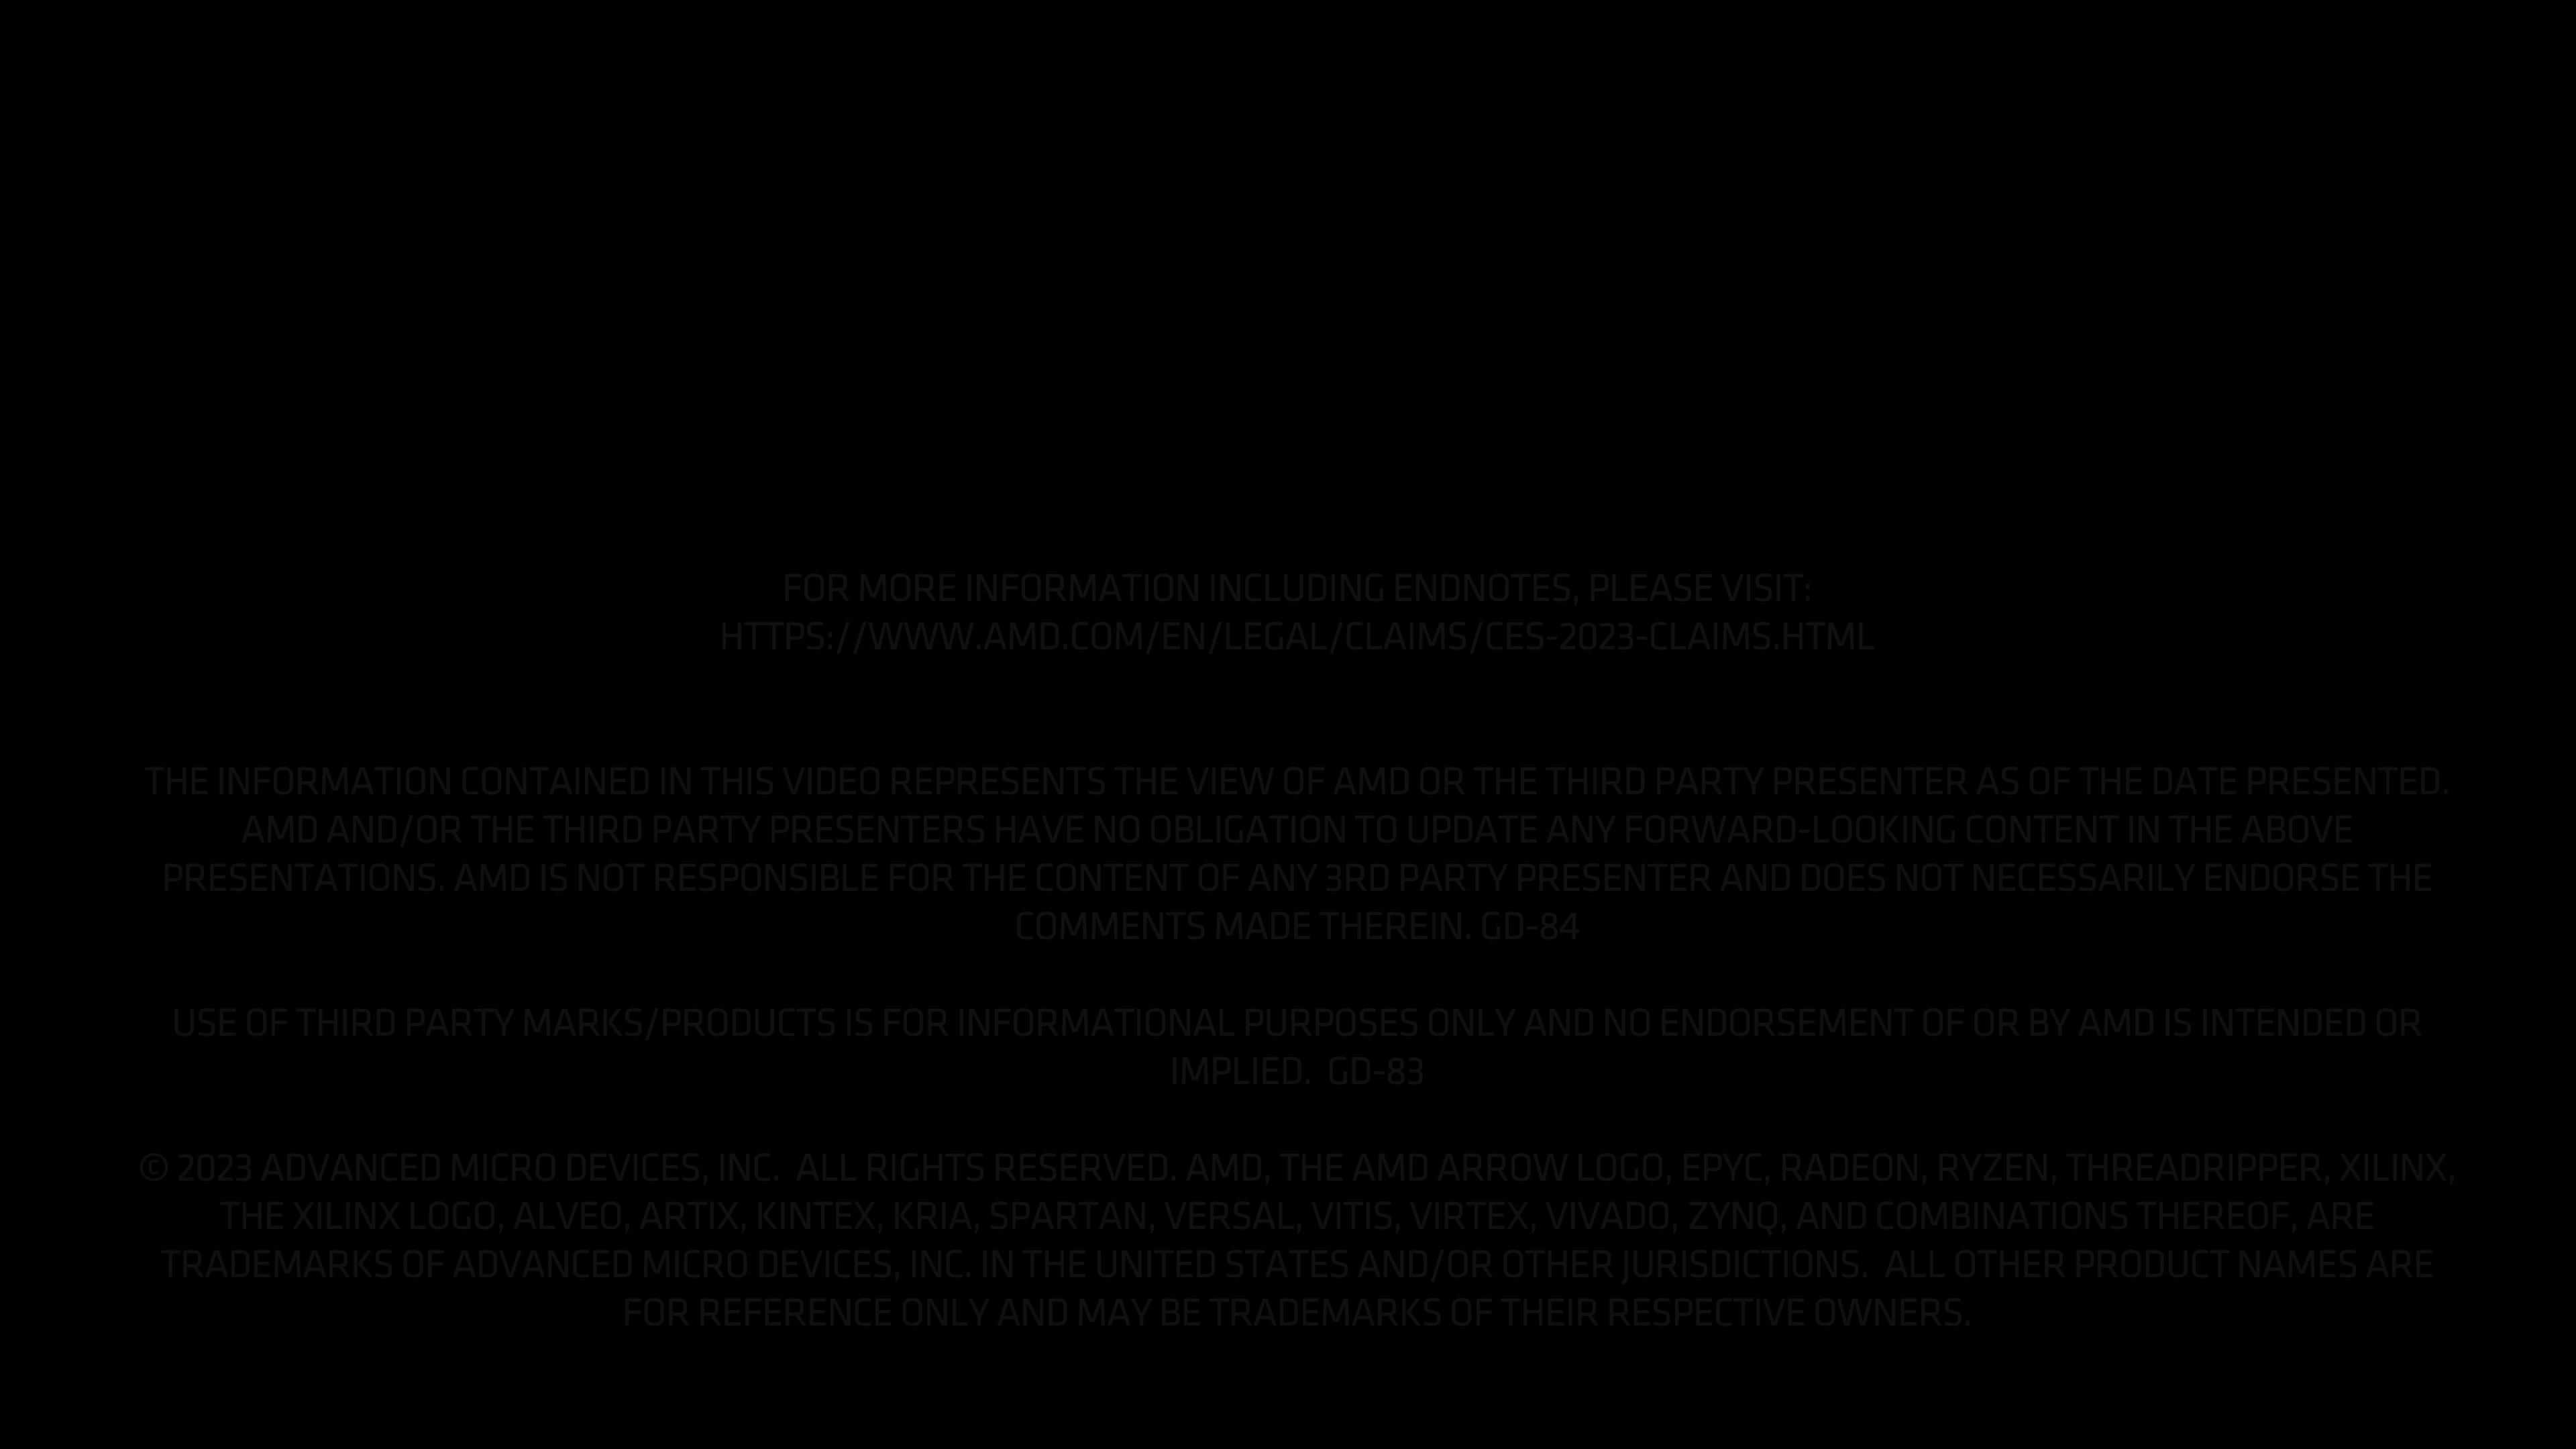 FOR MORE INFORMATION INCLUDING ENDNOTES, PLEASE VISIT:
HTTPS://WWW.AMD.COM/EN/LEGAL/CLAIMS/CES-2023-CLAIMS.HTML
THE INFORMATION CONTAINED IN THIS VIDEO REPRESENTS THE VIEW OF AMD OR THE THIRD PARTY PRESENTER AS OF THE DATE PRESENTED.
AMD AND/OR THE THIRD PARTY PRESENTERS HAVE NO OBLIGATION TO UPDATE ANY FORWARD-LOOKING CONTENT IN THE ABOVE
PRESENTATIONS. AMD IS NOT RESPONSIBLE FOR THE CONTENT OF ANY 3RD PARTY PRESENTER AND DOES NOT NECESSARILY ENDORSE THE
COMMENTS MADE THEREIN. GD-84
USE OF THIRD PARTY MARKS/PRODUCTS IS FOR INFORMATIONAL PURPOSES ONLY AND NO ENDORSEMENT OF OR BY AMD IS INTENDED OR
IMPLIED.  GD-83
© 2023 ADVANCED MICRO DEVICES, INC.  ALL RIGHTS RESERVED. AMD, THE AMD ARROW LOGO, EPYC, RADEON, RYZEN, THREADRIPPER, XILINX,
THE XILINX LOGO, ALVEO, ARTIX, KINTEX, KRIA, SPARTAN, VERSAL, VITIS, VIRTEX, VIVADO, ZYNQ, AND COMBINATIONS THEREOF, ARE
TRADEMARKS OF ADVANCED MICRO DEVICES, INC. IN THE UNITED STATES AND/OR OTHER JURISDICTIONS.  ALL OTHER PRODUCT NAMES ARE
FOR REFERENCE ONLY AND MAY BE TRADEMARKS OF THEIR RESPECTIVE OWNERS.